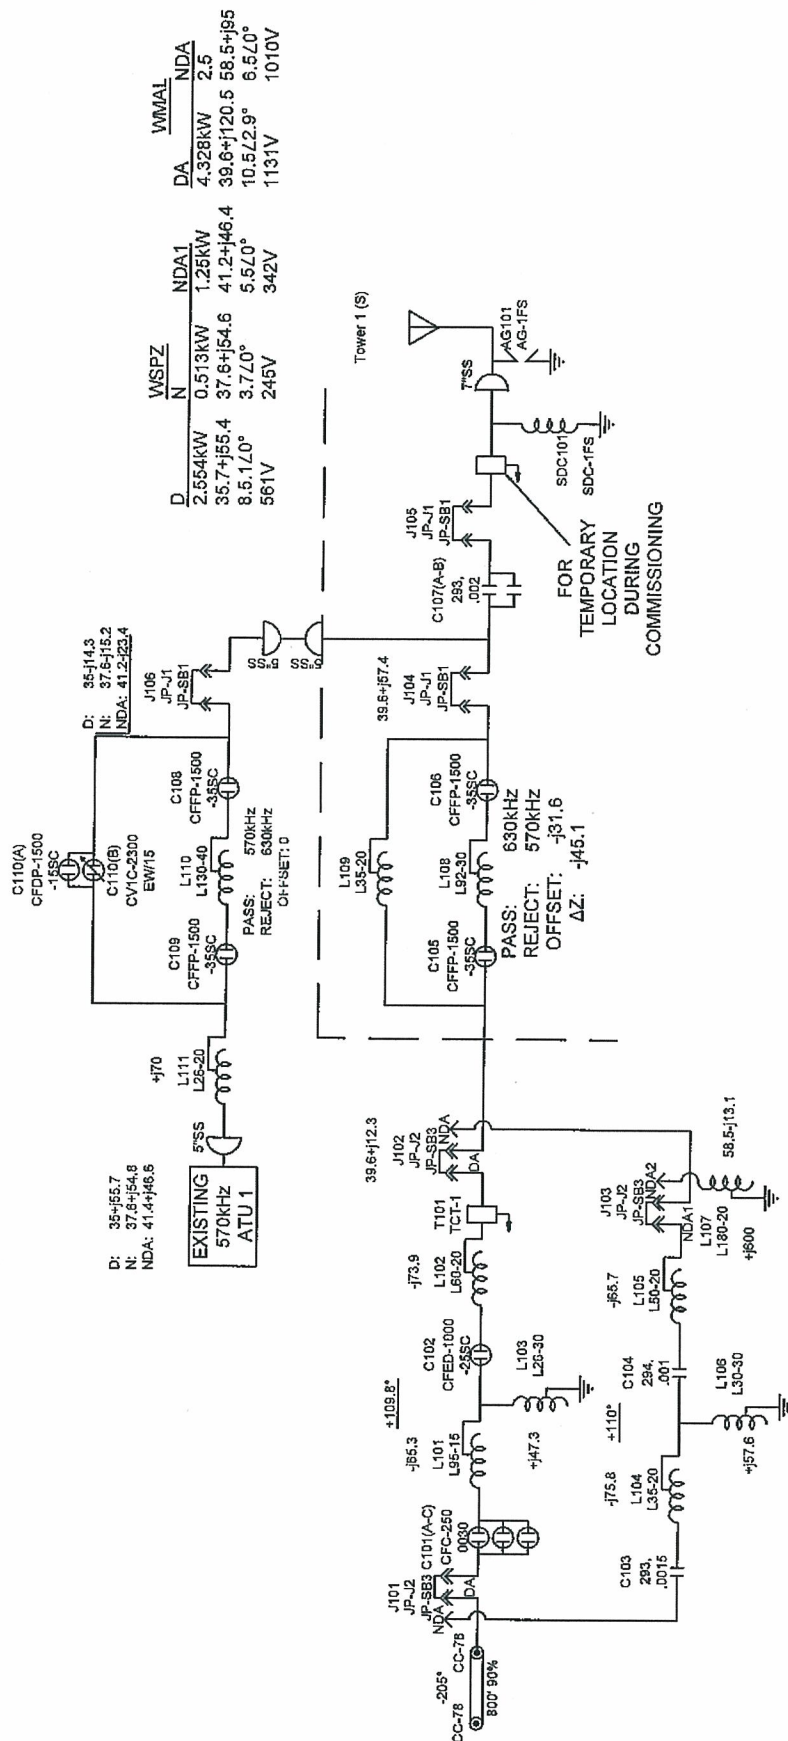 WSPZ
D N NDA1
2.554kW 0.513kW 1.25kW
35.7+j55.4 37.6+j54.6 41.2+j46.4
8.5.1∠0° 3.7∠0° 5.5∠0°
561V 245V 342V
WMAL
DA NDA
4.328kW 2.5
39.6+j120.5 58.5+j95
10.5∠2.9° 6.5∠0°
1131V 1010V
D: 35+j55.7
N: 37.6+j54.8
NDA: 41.4+j46.6
EXISTING
570kHz
ATU 1
5"SS
+j70
L111
L26-20
C110(A)
CFDP-1500
-15SC
C110(B)
CV1C-2300
EW/15
C109
CFFP-1500
-35SC
L110
L130-40
C108
CFFP-1500
-35SC
PASS: 570kHz
REJECT: 630kHz
OFFSET: 0
D: 35-j14.3
N: 37.6-j15.2
NDA: 41.2-j23.4
J106
JP-J1
JP-SB1
5"SS
5"SS
Tower 1 (S)
L109
L35-20
C105
CFFP-1500
-35SC
L108
L92-30
C106
CFFP-1500
-35SC
PASS: 630kHz
REJECT: 570kHz
OFFSET: -j31.6
ΔZ: -j45.1
39.6+j57.4
J104
JP-J1
JP-SB1
C107(A-B)
293,
.002
J105
JP-J1
JP-SB1
7"SS
AG101
AG-1FS
SDC101
SDC-1FS
FOR
TEMPORARY
LOCATION
DURING
COMMISSIONING
-205°
CC-78
CC-78
800' 90%
J101
JP-J2
JP-SB3
NDA
DA
C101(A-C)
CFC-250
0030
-j65.3
L101
L95-15
+109.8°
C102
CFED-1000
-25SC
L103
L26-30
+j47.3
-j73.9
L102
L60-20
T101
TCT-1
39.6+j12.3
J102
JP-J2
JP-SB3
NDA
DA
C103
293,
.0015
-j75.8
L104
L35-20
+110°
L106
L30-30
+j57.6
C104
294,
.001
-j65.7
L105
L50-20
J103
JP-J2
JP-SB3
NDA2
NDA1
L107
L180-20
+j600
58.5-j13.1